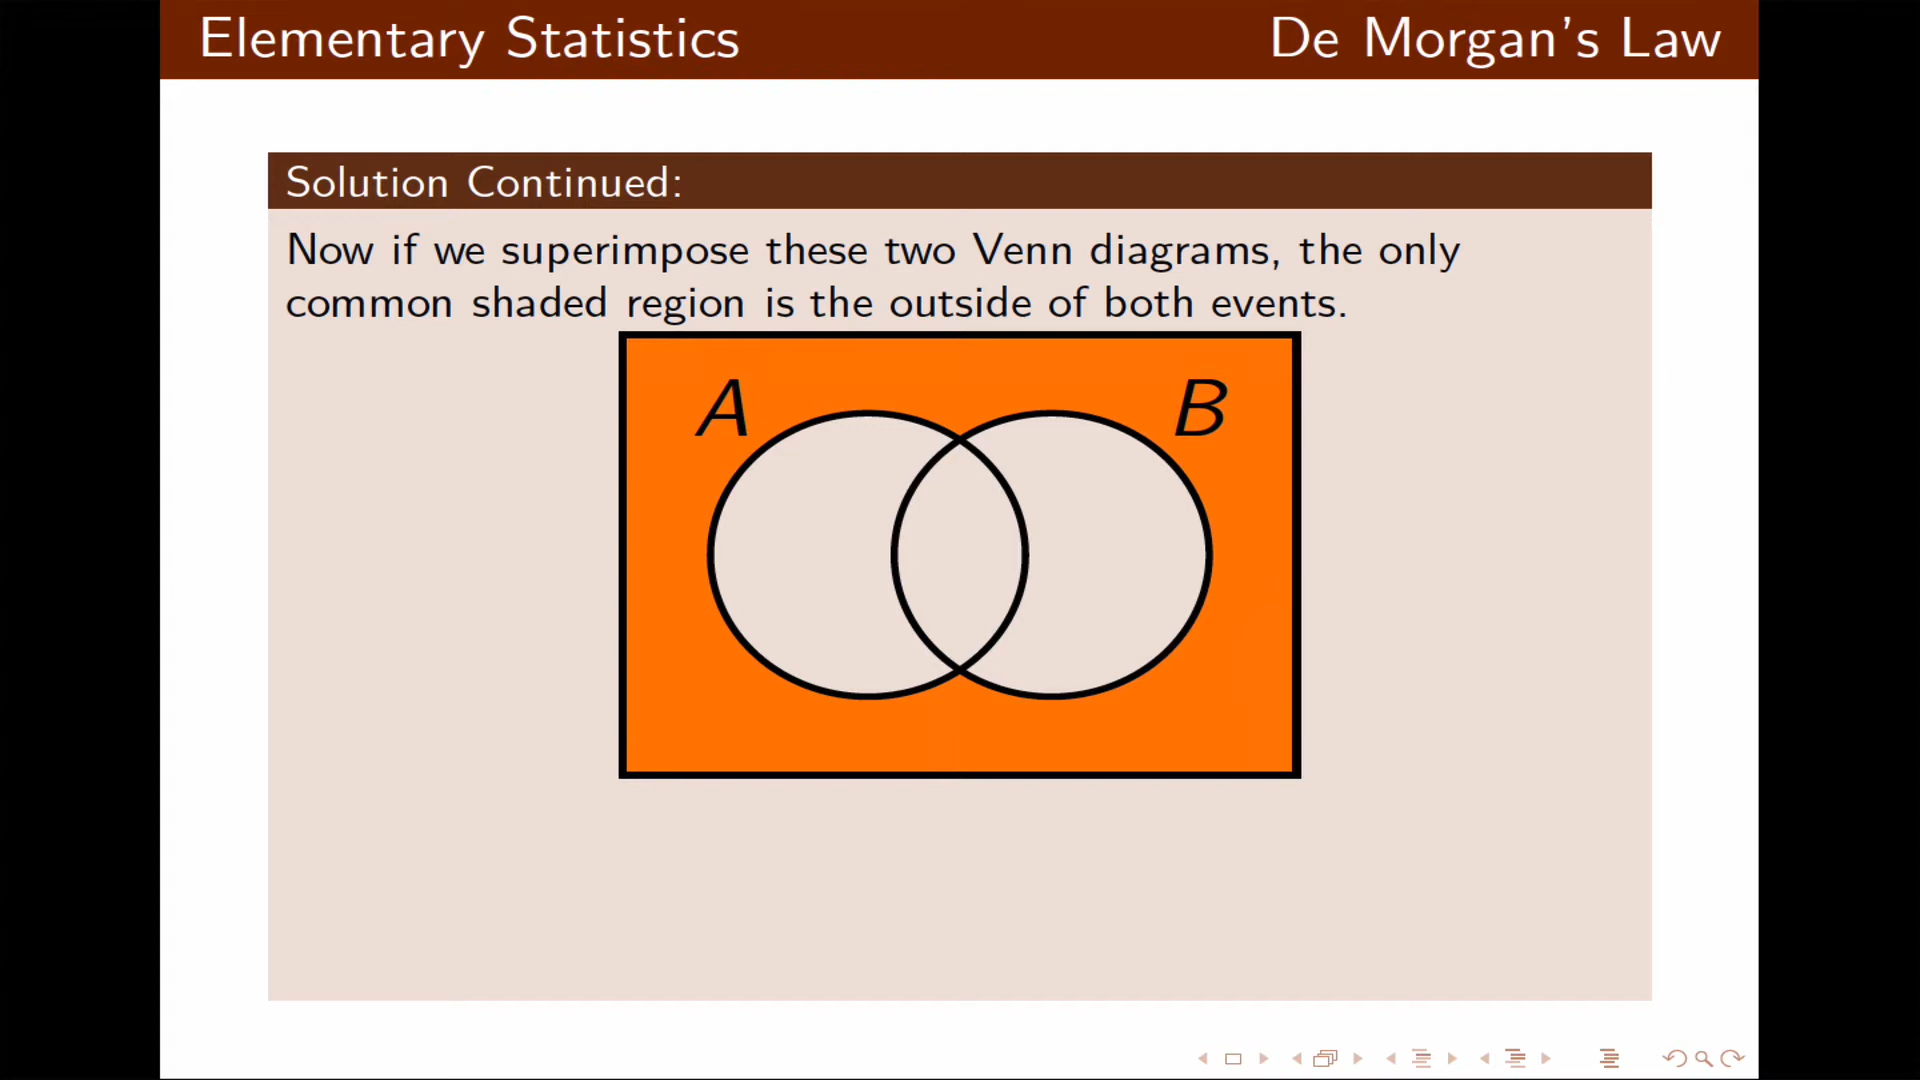 Elementary Statistics De Morgan's Law
Solution Continued:
Now if we superimpose these two Venn diagrams, the only
common shaded region is the outside of both events.
A B